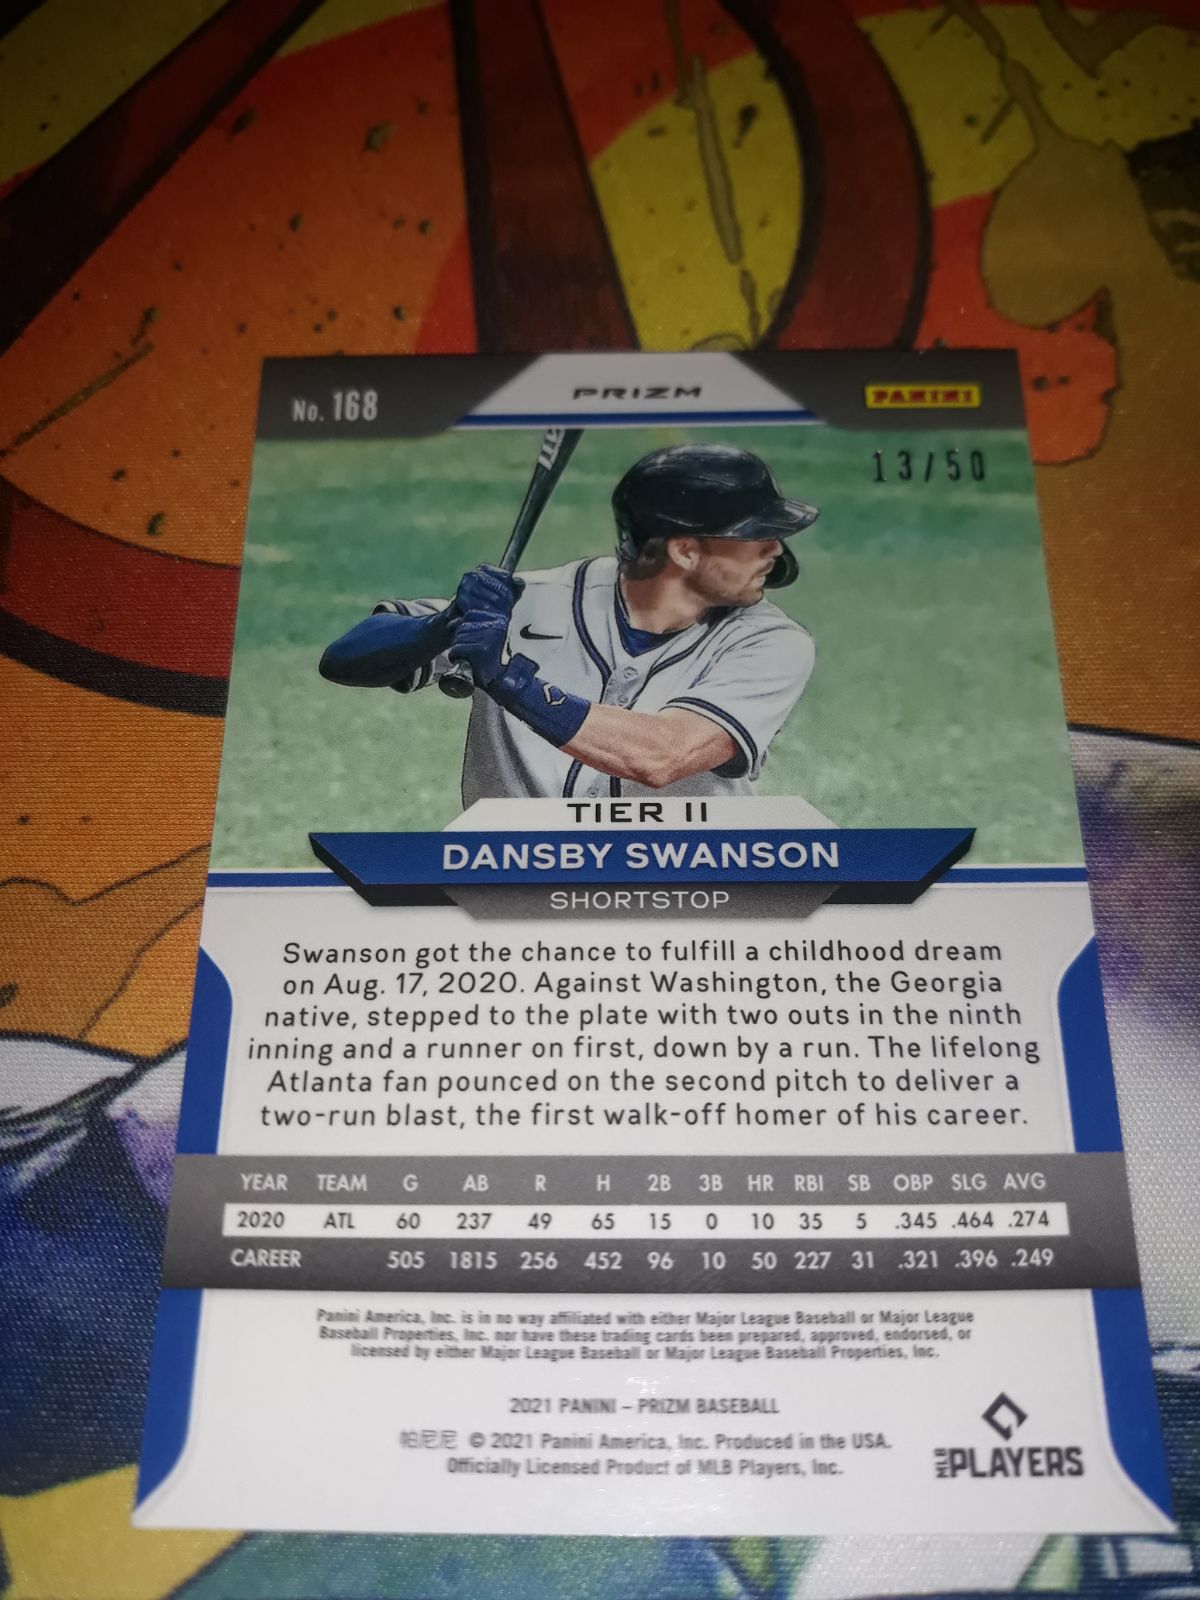 No. 168
PRIZM
PANINI
13/50
TIER II
DANSBY SWANSON
SHORTSTOP
Swanson got the chance to fulfill a childhood dream
on Aug. 17, 2020. Against Washington, the Georgia
native, stepped to the plate with two outs in the ninth
inning and a runner on first, down by a run. The lifelong
Atlanta fan pounced on the second pitch to deliver a
two-run blast, the first walk-off homer of his career.
YEAR TEAM G AB R H 2B 3B HR RBI SB OBP SLG AVG
2020 ATL 60 237 49 65 15 0 10 35 5 .345 .464 .274
CAREER 505 1815 256 452 96 10 50 227 31 .321 .396 .249
Panini America, Inc. is in no way affiliated with either Major League Baseball or Major League
Baseball Properties, Inc. nor have these trading cards been prepared, approved, endorsed, or
licensed by either Major League Baseball or Major League Baseball Properties, Inc.
2021 PANINI – PRIZM BASEBALL
帕尼尼 © 2021 Panini America, Inc. Produced in the USA.
Officially Licensed Product of MLB Players, Inc.
MLB PLAYERS